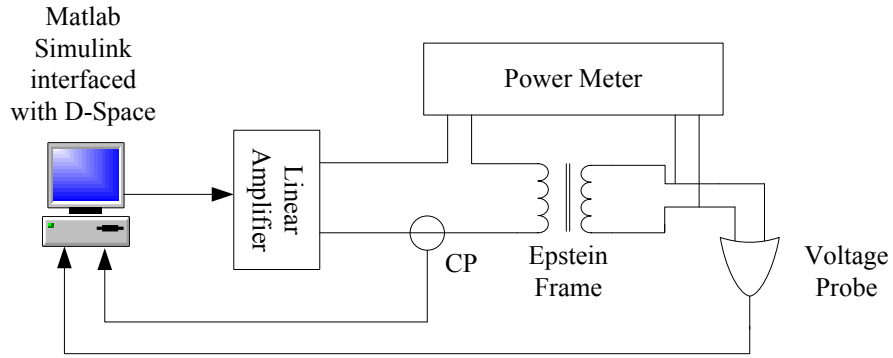 Matlab
Simulink
interfaced
with D-Space
Linear
Amplifier
Power Meter
CP
Epstein
Frame
Voltage
Probe